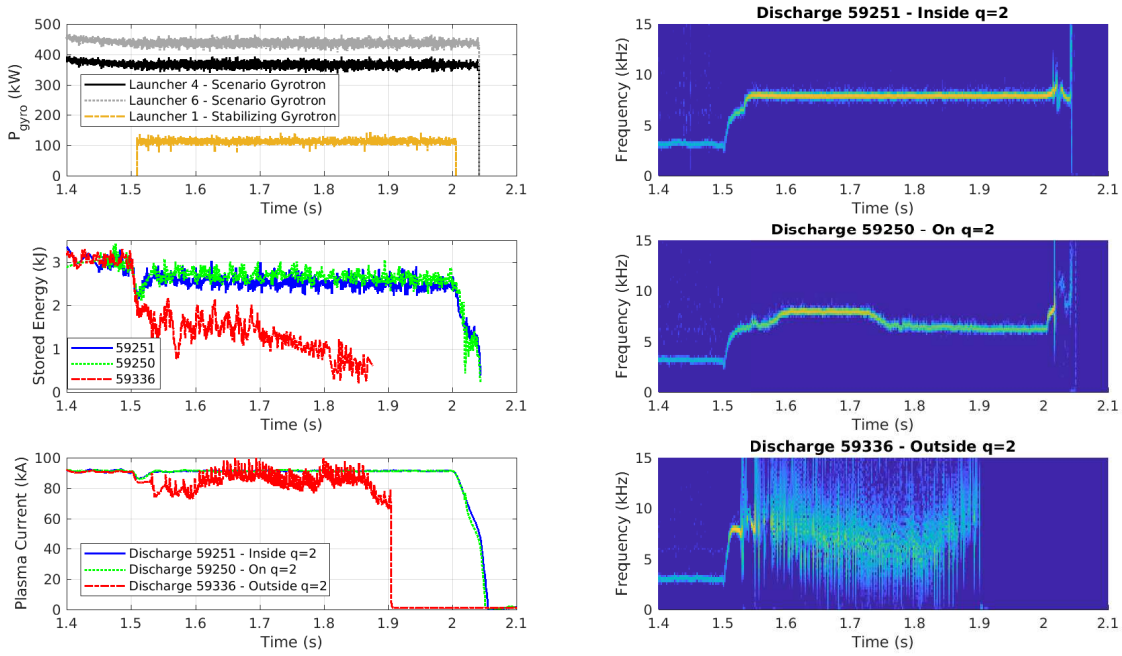 500
400
300
200
100
0
P_gyro (kW)
Launcher 4 - Scenario Gyrotron
Launcher 6 - Scenario Gyrotron
Launcher 1 - Stabilizing Gyrotron
1.4 1.5 1.6 1.7 1.8 1.9 2 2.1
Time (s)
3
2
1
0
Stored Energy (kJ)
59251
59250
59336
1.4 1.5 1.6 1.7 1.8 1.9 2 2.1
Time (s)
100
80
60
40
20
0
Plasma Current (kA)
Discharge 59251 - Inside q=2
Discharge 59250 - On q=2
Discharge 59336 - Outside q=2
1.4 1.5 1.6 1.7 1.8 1.9 2 2.1
Time (s)
Discharge 59251 - Inside q=2
15
10
5
0
Frequency (kHz)
1.4 1.5 1.6 1.7 1.8 1.9 2 2.1
Time (s)
Discharge 59250 - On q=2
15
10
5
0
Frequency (kHz)
1.4 1.5 1.6 1.7 1.8 1.9 2 2.1
Time (s)
Discharge 59336 - Outside q=2
15
10
5
0
Frequency (kHz)
1.4 1.5 1.6 1.7 1.8 1.9 2 2.1
Time (s)